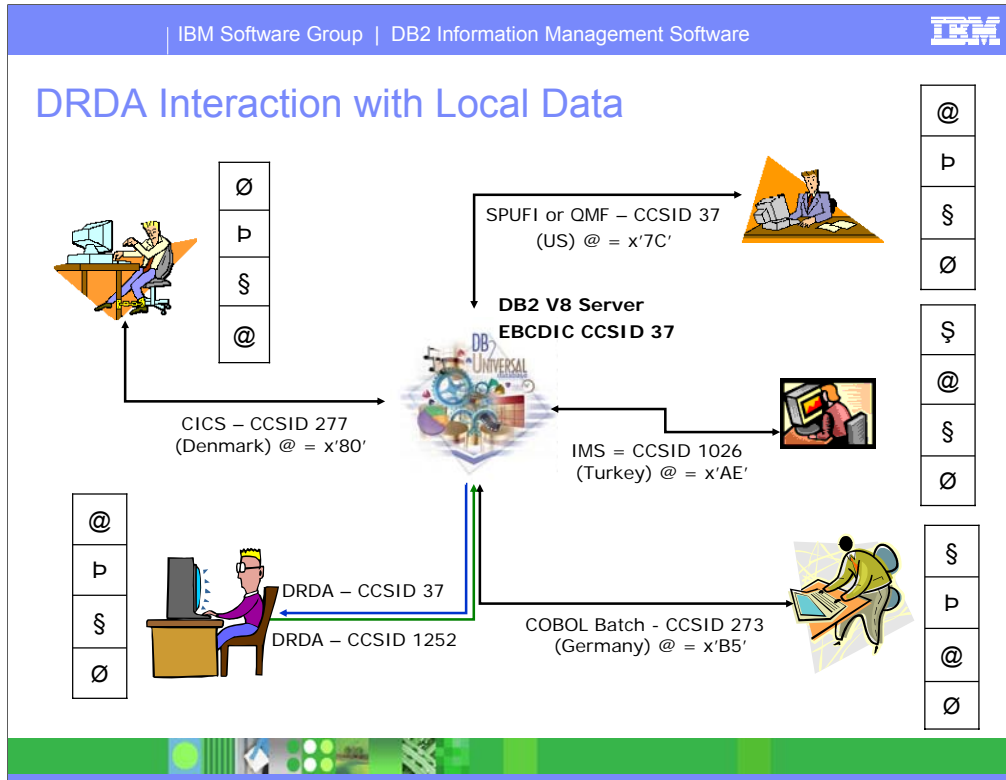 IBM Software Group | DB2 Information Management Software
IBM
DRDA Interaction with Local Data
Ø
Þ
§
@
CICS – CCSID 277
(Denmark) @ = x'80'
@
Þ
§
Ø
SPUFI or QMF – CCSID 37
(US) @ = x'7C'
DB2 V8 Server
EBCDIC CCSID 37
DB2
UNIVERSAL
Ş
@
§
Ø
IMS = CCSID 1026
(Turkey) @ = x'AE'
@
Þ
§
Ø
DRDA – CCSID 37
DRDA – CCSID 1252
§
Þ
@
Ø
COBOL Batch - CCSID 273
(Germany) @ = x'B5'